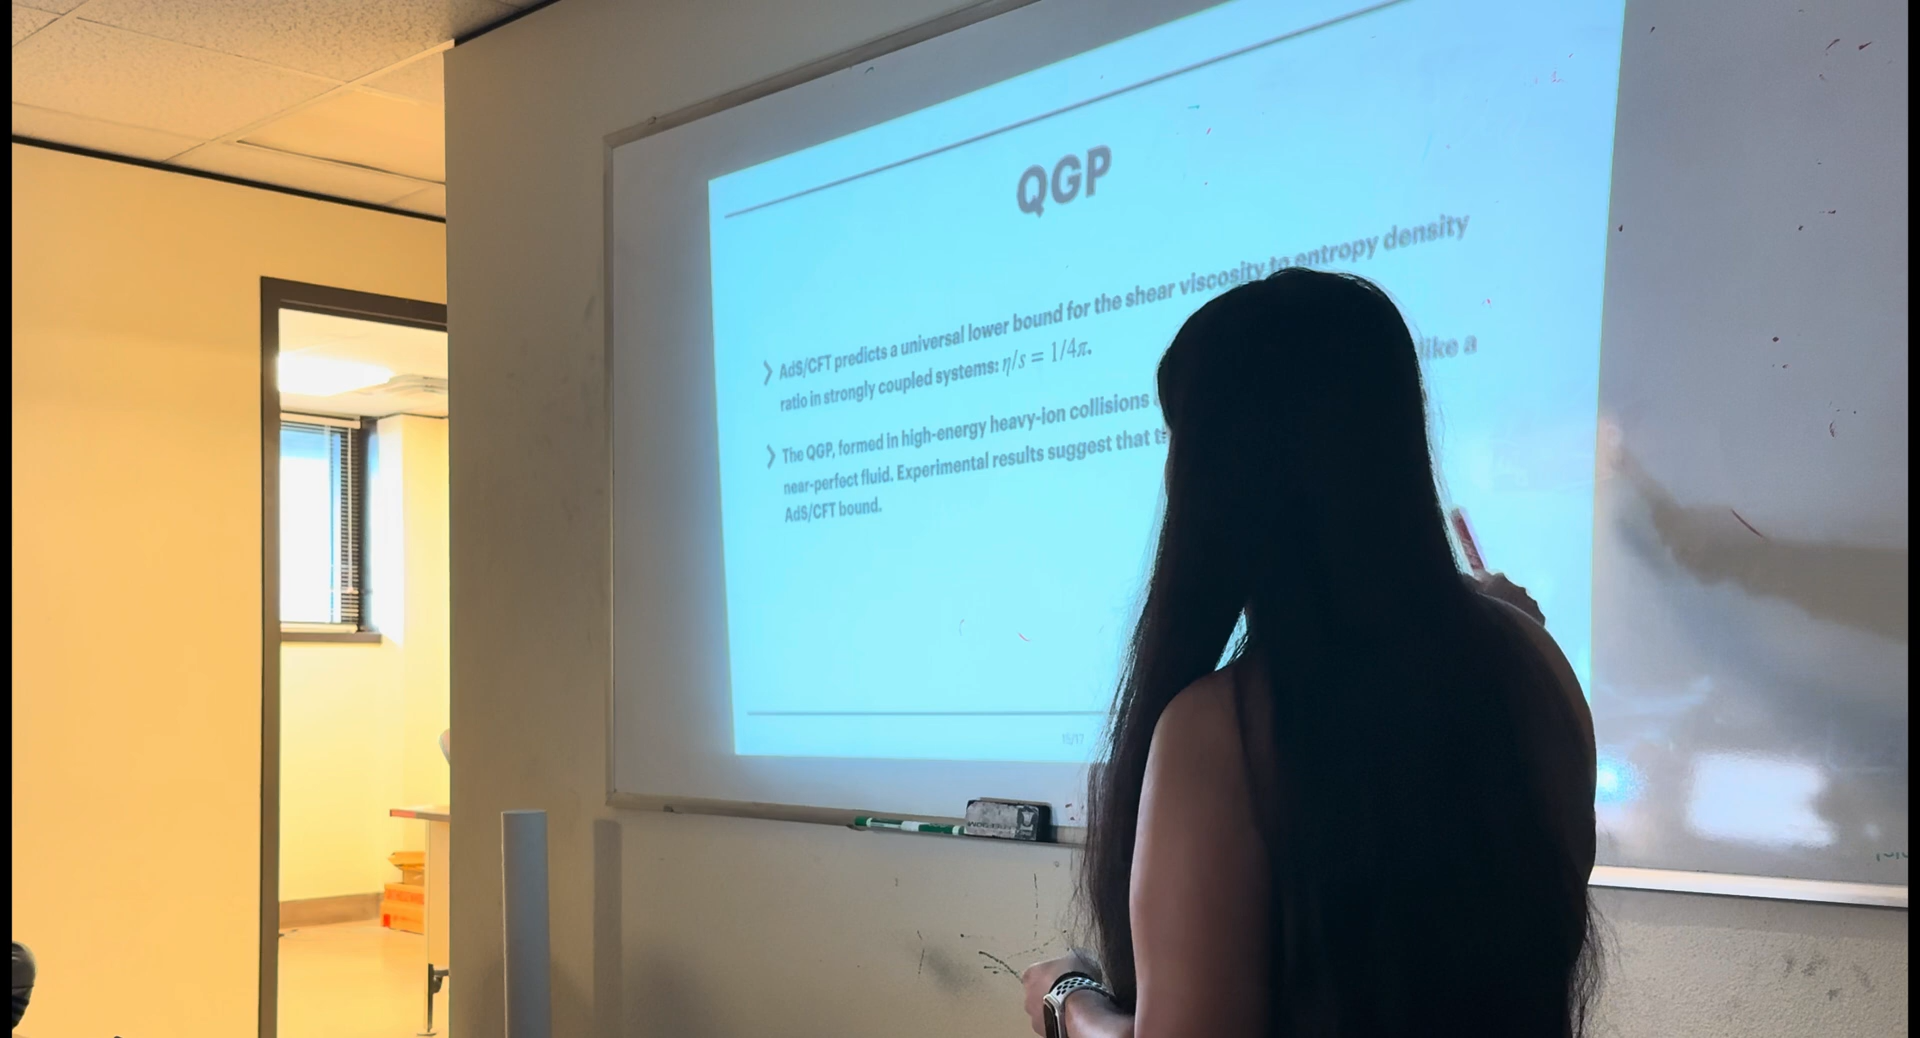 QGP
❯ AdS/CFT predicts a universal lower bound for the shear viscosity to entropy density
ratio in strongly coupled systems: η/s = 1/4π.
❯ The QGP, formed in high-energy heavy-ion collisions like a
near-perfect fluid. Experimental results suggest that
AdS/CFT bound.
15/17